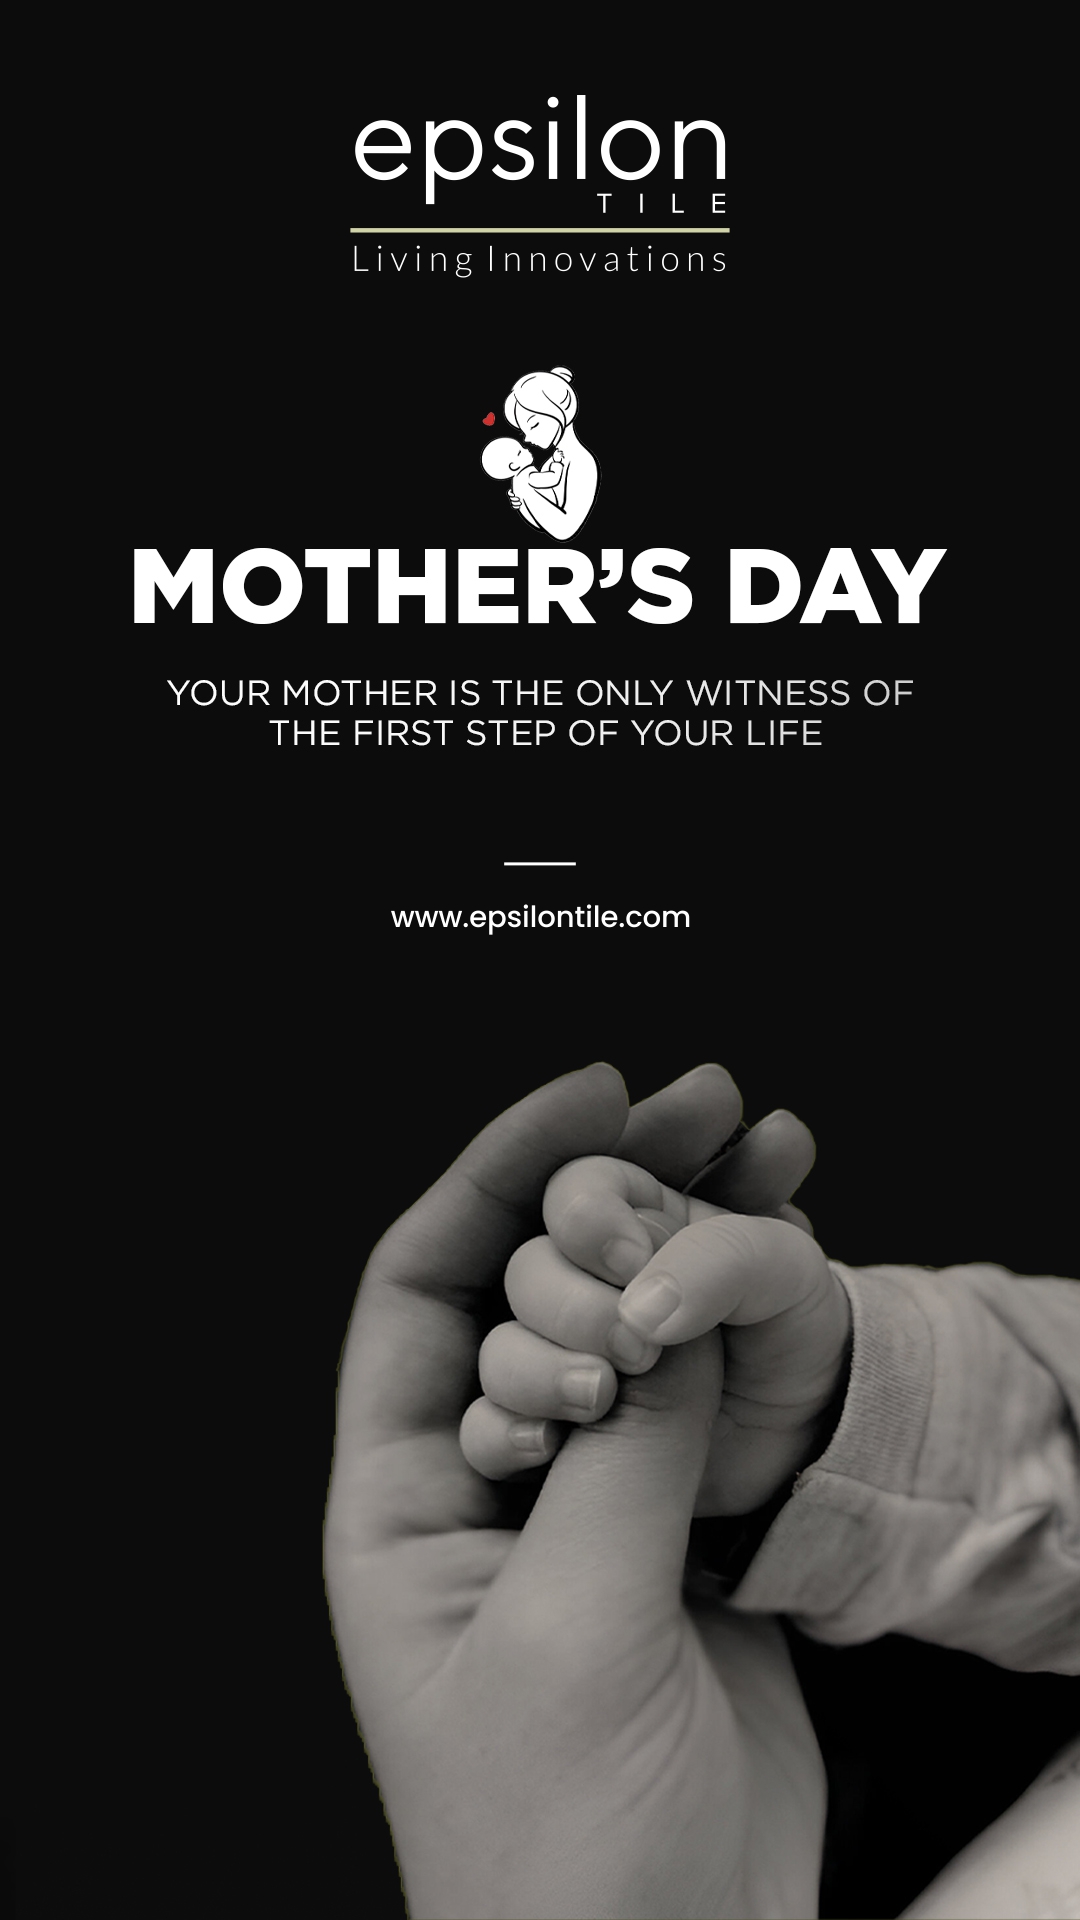 epsilon
TILE
Living Innovations
MOTHER’S DAY
YOUR MOTHER IS THE ONLY WITNESS OF
THE FIRST STEP OF YOUR LIFE
www.epsilontile.com